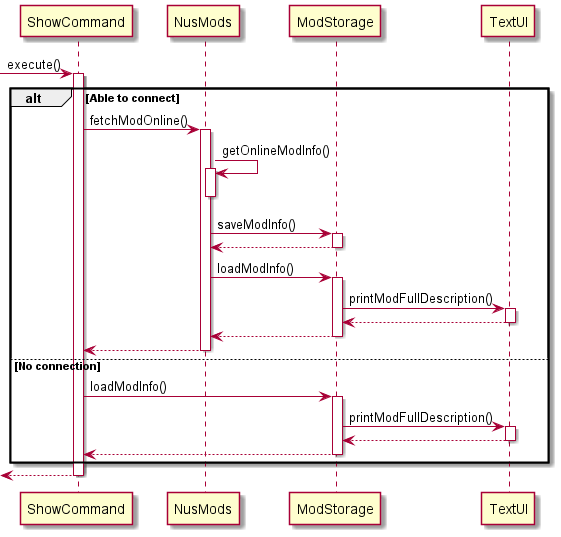 ShowCommand NusMods ModStorage TextUI
execute()
alt [Able to connect]
fetchModOnline()
getOnlineModInfo()
saveModInfo()
loadModInfo()
printModFullDescription()
[No connection]
loadModInfo()
printModFullDescription()
ShowCommand NusMods ModStorage TextUI